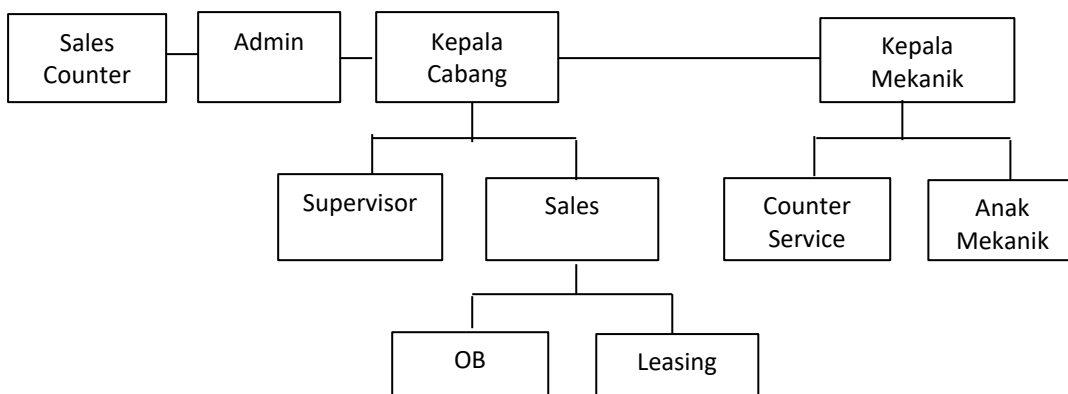 Sales
Counter
Admin
Kepala
Cabang
Kepala
Mekanik
Supervisor
Sales
Counter
Service
Anak
Mekanik
OB
Leasing